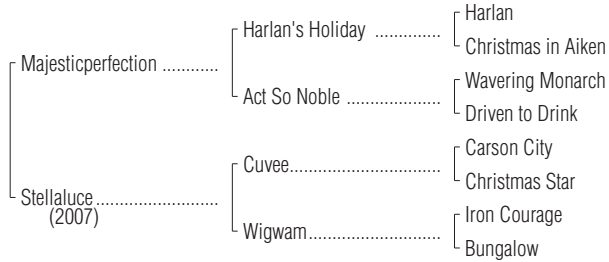 Harlan
Harlan's Holiday ..............
Christmas in Aiken
Majesticperfection ............
Wavering Monarch
Act So Noble ....................
Driven to Drink
Carson City
Cuvee................................
Christmas Star
Stellaluce ..........................
(2007)
Iron Courage
Wigwam............................
Bungalow